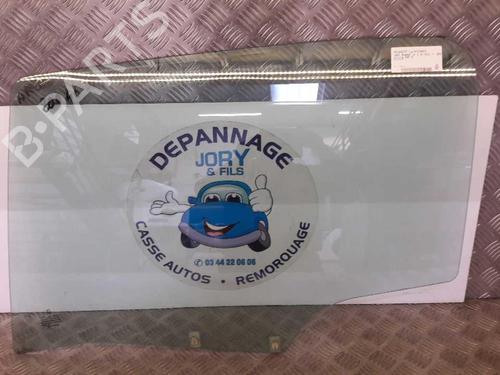 B-PARTS
DEPANNAGE
JORY
& FILS
03 44 22 06 06
CASSE AUTOS • REMORQUAGE